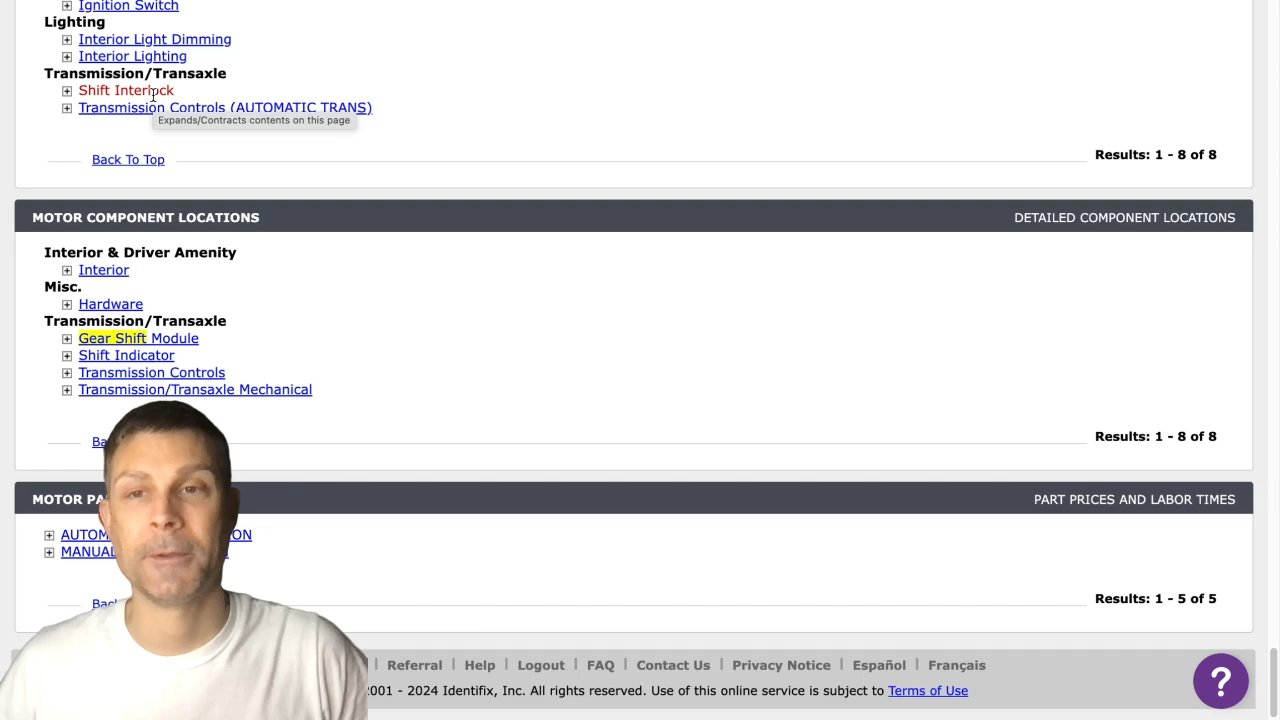 Ignition Switch
Lighting
Interior Light Dimming
Interior Lighting
Transmission/Transaxle
Shift Interlock
Transmission Controls (AUTOMATIC TRANS)
Expands/Contracts contents on this page
Back To Top
Results: 1 - 8 of 8
MOTOR COMPONENT LOCATIONS DETAILED COMPONENT LOCATIONS
Interior & Driver Amenity
Interior
Misc.
Hardware
Transmission/Transaxle
Gear Shift Module
Shift Indicator
Transmission Controls
Transmission/Transaxle Mechanical
Results: 1 - 8 of 8
MOTOR PART PRICES AND LABOR TIMES
Results: 1 - 5 of 5
| Referral | Help | Logout | FAQ | Contact Us | Privacy Notice | Español | Français
2001 - 2024 Identifix, Inc. All rights reserved. Use of this online service is subject to Terms of Use
?